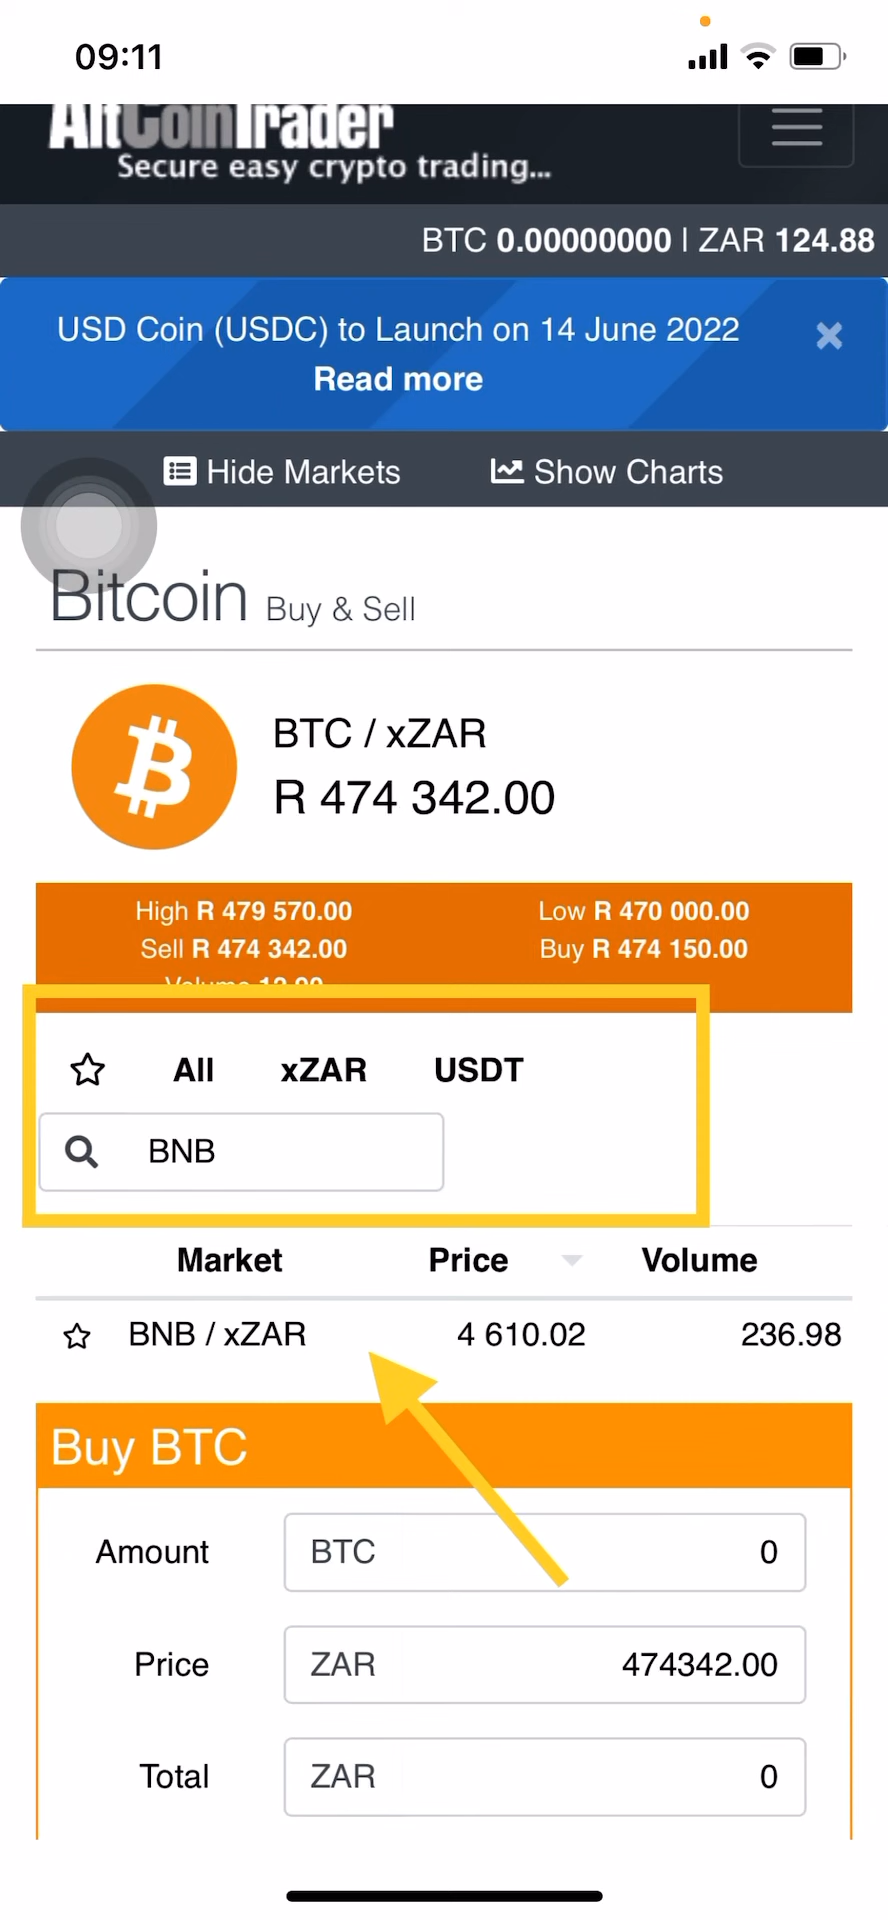 09:11
AltCoinTrader
Secure easy crypto trading...
BTC 0.00000000 | ZAR 124.88
USD Coin (USDC) to Launch on 14 June 2022
Read more
Hide Markets Show Charts
Bitcoin Buy & Sell
BTC / xZAR
R 474 342.00
High R 479 570.00 Low R 470 000.00
Sell R 474 342.00 Buy R 474 150.00
Volume
All xZAR USDT
BNB
Market Price Volume
BNB / xZAR 4 610.02 236.98
Buy BTC
Amount BTC 0
Price ZAR 474342.00
Total ZAR 0